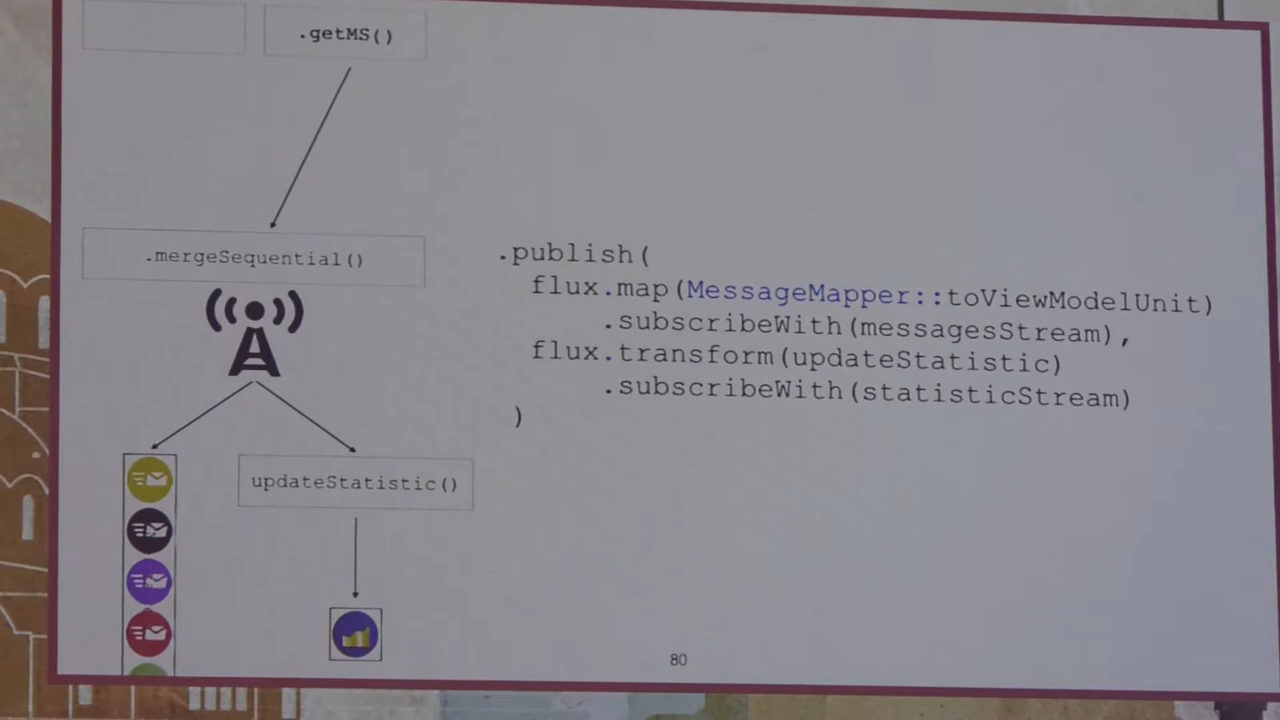 .getMS()
.mergeSequential()
.publish(
flux.map(MessageMapper::toViewModelUnit)
.subscribeWith(messagesStream),
flux.transform(updateStatistic)
.subscribeWith(statisticStream)
)
updateStatistic()
80